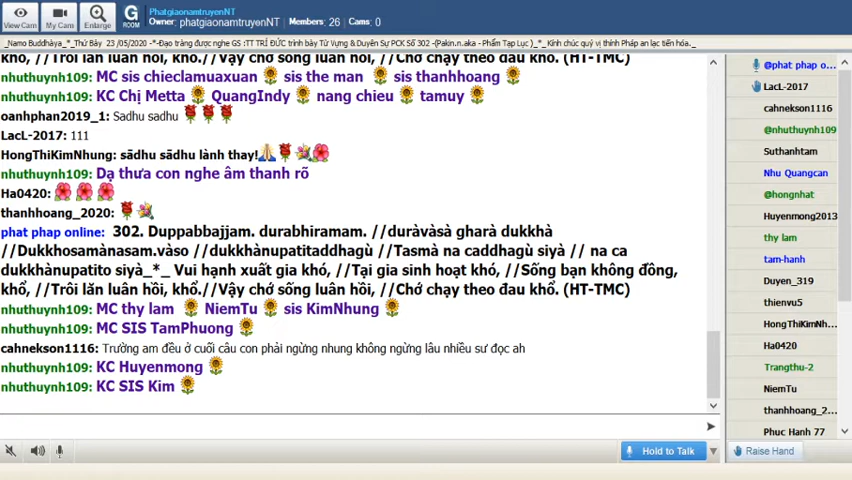 PhatgiaonamtruyenNT
Owner: phatgiaonamtruyenNT Members: 26 Cams: 0
View Cam My Cam Enlarge G ROOM
_Namo Buddhàya_*_Thứ Bảy 23 /05/2020 -*-Đạo tràng được nghe GS :TT TRÍ ĐỨC trình bày Từ Vựng & Duyên Sự PCK Số 302 -(Pakin.n.aka - Phẩm Tạp Lục )_*_Kính chúc quý vị thính Pháp an lạc tiến hóa._
khổ, //Trôi lăn luân hồi, khổ.//Vậy chớ sống luân hồi, //Chớ chạy theo đau khổ. (HT-TMC)
nhuthuynh109: MC sis chieclamuaxuan sis the man sis thanhhoang
nhuthuynh109: KC Chị Metta QuangIndy nang chieu tamuy
oanhphan2019_1: Sadhu sadhu
LacL-2017: 111
HongThiKimNhung: sādhu sādhu lành thay!
nhuthuynh109: Dạ thưa con nghe âm thanh rõ
Ha0420:
thanhhoang_2020:
phat phap online: 302. Duppabbajjam. durabhiramam. //duràvàsà gharà dukkhà
//Dukkhosamànasam.vàso //dukkhànupatitaddhagù //Tasmà na caddhagù siyà // na ca
dukkhànupatito siyà_*_ Vui hạnh xuất gia khó, //Tại gia sinh hoạt khó, //Sống bạn không đồng,
khổ, //Trôi lăn luân hồi, khổ.//Vậy chớ sống luân hồi, //Chớ chạy theo đau khổ. (HT-TMC)
nhuthuynh109: MC thy lam NiemTu sis KimNhung
nhuthuynh109: MC SIS TamPhuong
cahnekson1116: Trường am đều ở cuối câu con phải ngừng nhung không ngừng lâu nhiều sư đọc ah
nhuthuynh109: KC Huyenmong
nhuthuynh109: KC SIS Kim
@phat phap o...
LacL-2017
cahnekson1116
@nhuthuynh109
Suthanhtam
Nhu Quangcan
@hongnhat
Huyenmong2013
thy lam
tam-hanh
Duyen_319
thienvu5
HongThiKimNh...
Ha0420
Trangthu-2
NiemTu
thanhhoang_2...
Phuc Hanh 77
Hold to Talk
Raise Hand